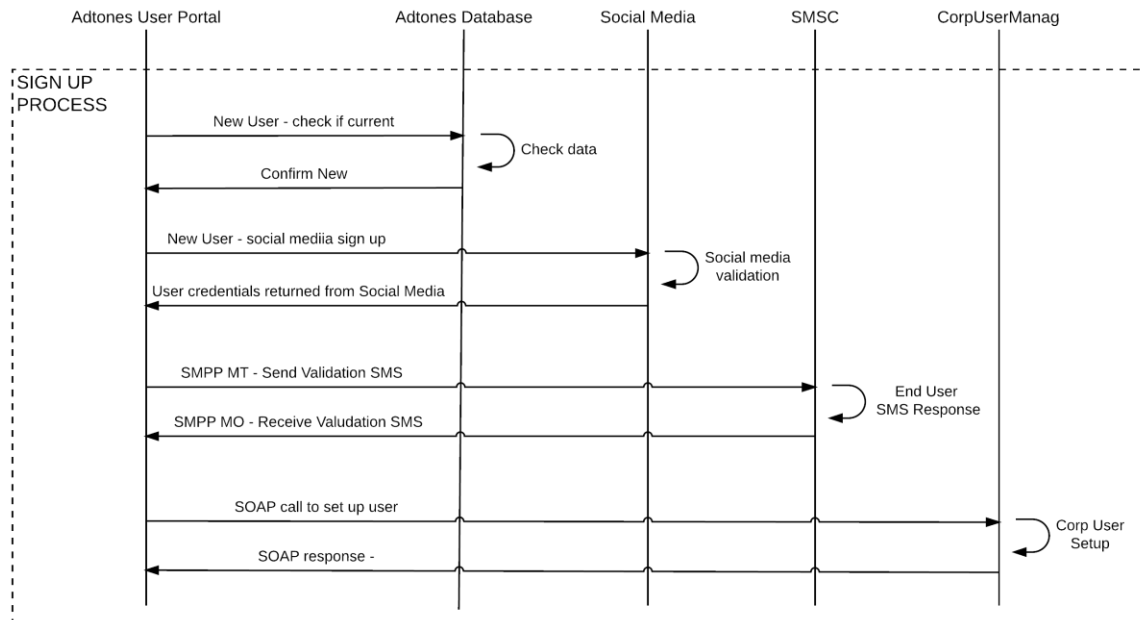 Adtones User Portal
Adtones Database
Social Media
SMSC
CorpUserManag
SIGN UP
PROCESS
New User - check if current
Check data
Confirm New
New User - social mediia sign up
Social media
validation
User credentials returned from Social Media
SMPP MT - Send Validation SMS
End User
SMS Response
SMPP MO - Receive Valudation SMS
SOAP call to set up user
Corp User
Setup
SOAP response -